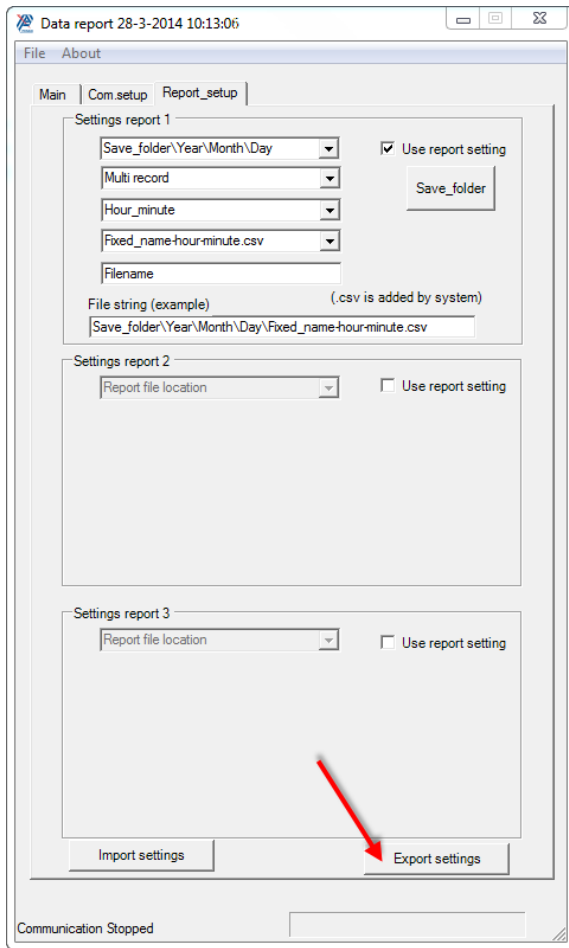 Data report 28-3-2014 10:13:06
File About
Main Com.setup Report_setup
Settings report 1
Save_folder\Year\Month\Day
Use report setting
Multi record
Save_folder
Hour_minute
Fixed_name-hour-minute.csv
Filename
File string (example)
(.csv is added by system)
Save_folder\Year\Month\Day\Fixed_name-hour-minute.csv
Settings report 2
Report file location
Use report setting
Settings report 3
Report file location
Use report setting
Import settings
Export settings
Communication Stopped